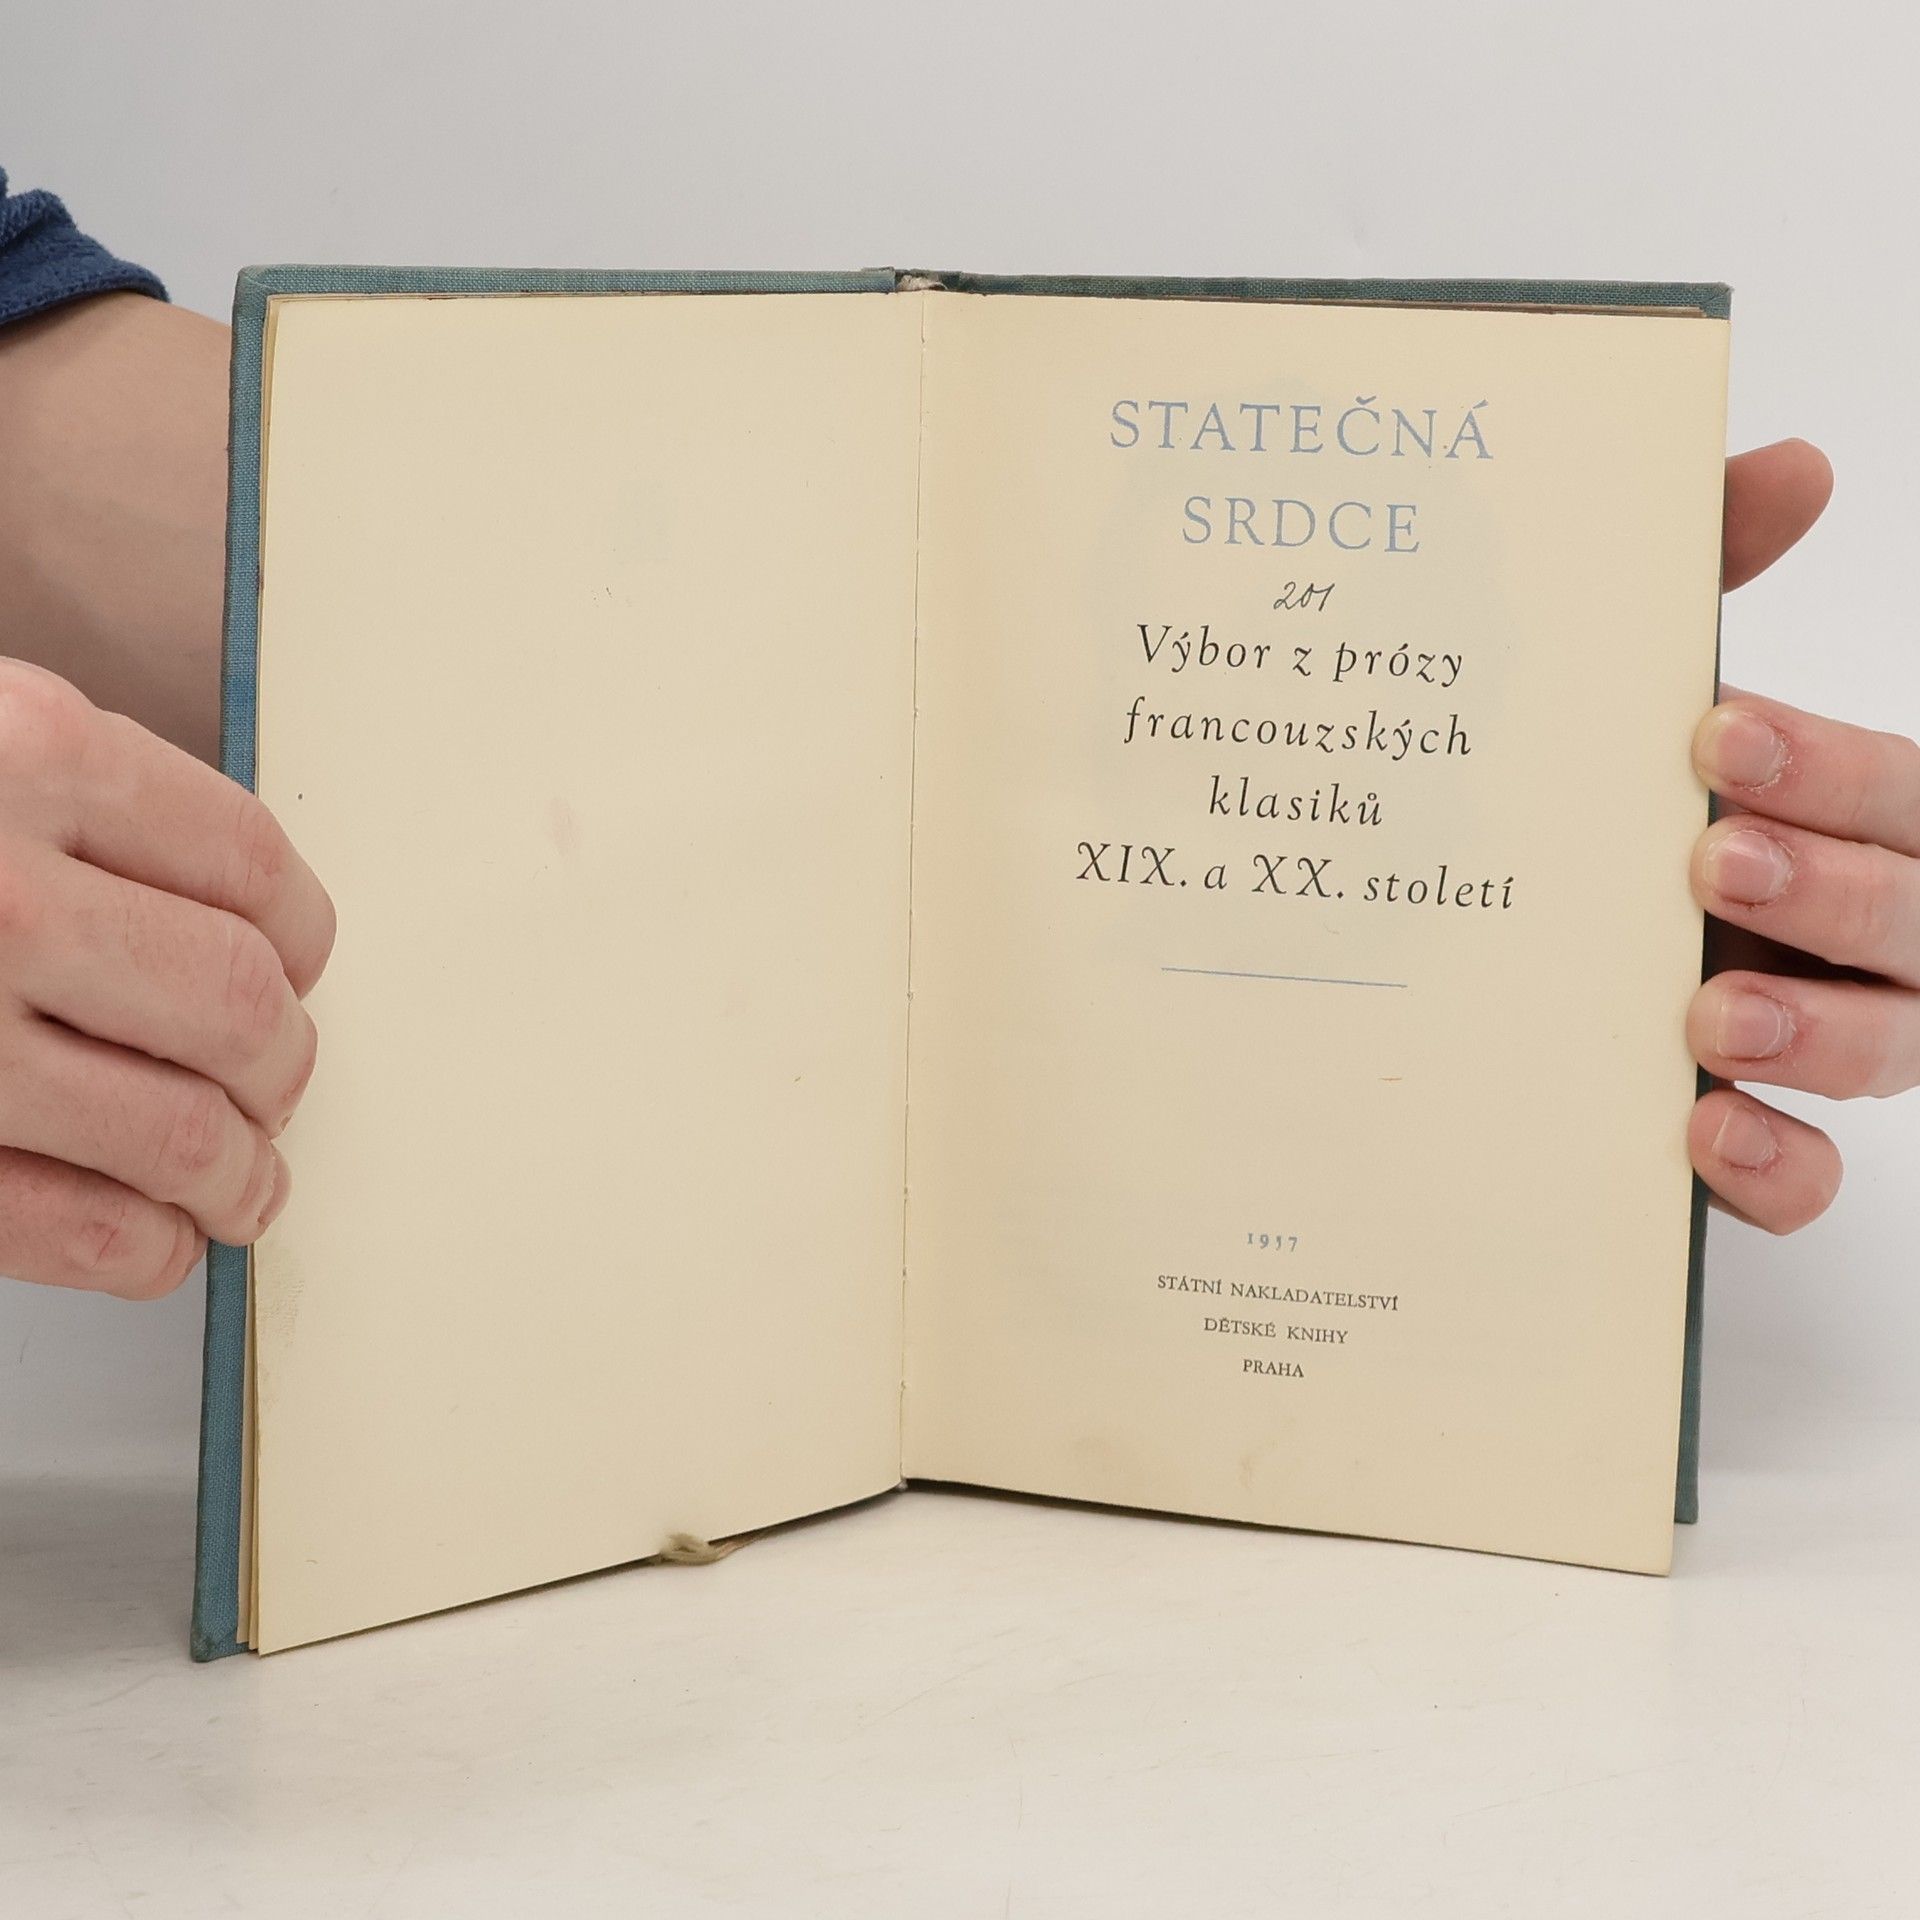 STATEČNÁ
SRDCE
201
Výbor z prózy
francouzských
klasiků
XIX. a XX. století
1957
STÁTNÍ NAKLADATELSTVÍ
DĚTSKÉ KNIHY
PRAHA